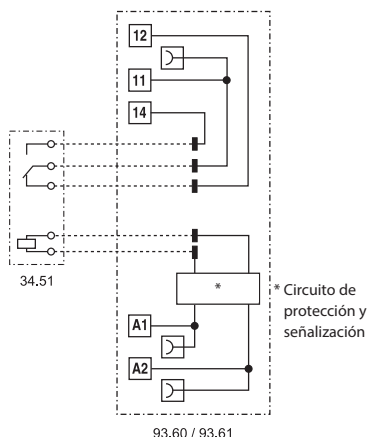 12
11
14
34.51
*
* Circuito de
protección y
señalización
A1
A2
93.60 / 93.61